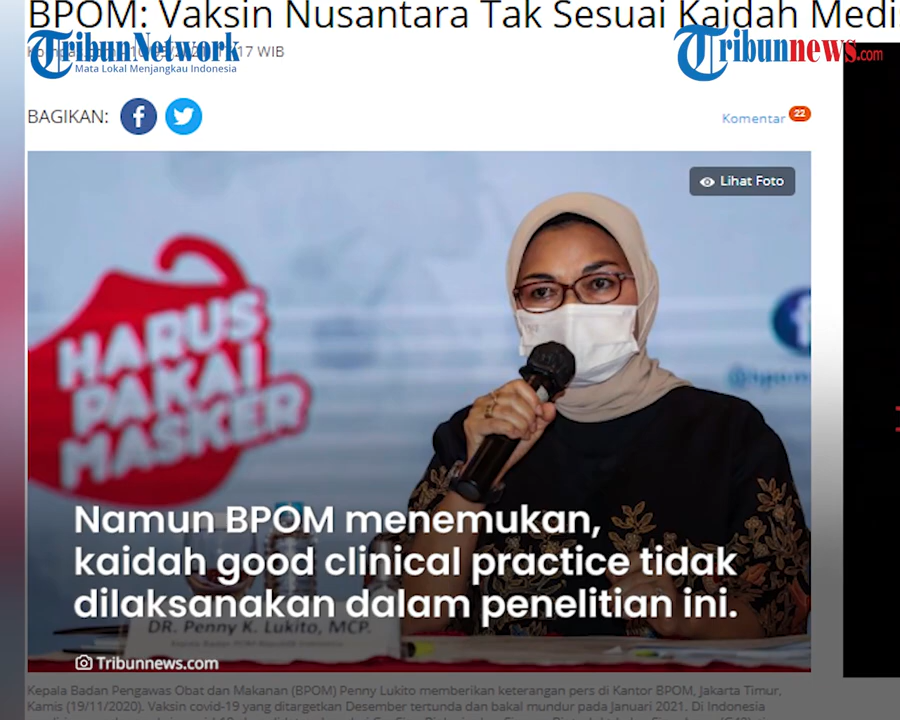 BPOM: Vaksin Nusantara Tak Sesuai Kaidah Medis
TribunNetwork
Mata Lokal Menjangkau Indonesia
17 WIB
Tribunnews.com
BAGIKAN:
Komentar 22
Lihat Foto
HARUS
PAKAI
MASKER
Namun BPOM menemukan,
kaidah good clinical practice tidak
dilaksanakan dalam penelitian ini.
DR. Penny K. Lukito, MCP.
Tribunnews.com
Kepala Badan Pengawas Obat dan Makanan (BPOM) Penny Lukito memberikan keterangan pers di Kantor BPOM, Jakarta Timur,
Kamis (19/11/2020). Vaksin covid-19 yang ditargetkan Desember tertunda dan bakal mundur pada Januari 2021. Di Indonesia